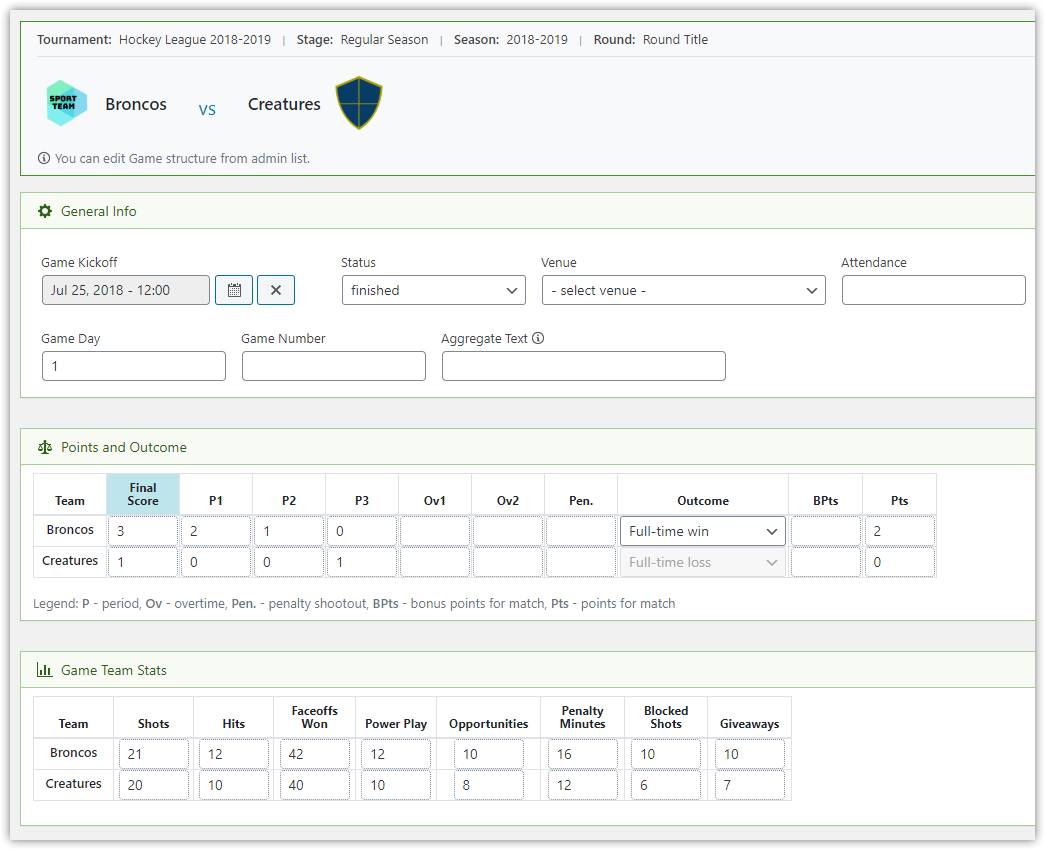 Tournament: Hockey League 2018-2019 | Stage: Regular Season | Season: 2018-2019 | Round: Round Title
SPORT
TEAM
Broncos vs Creatures
You can edit Game structure from admin list.
General Info
Game Kickoff Status Venue Attendance
Jul 25, 2018 - 12:00 finished - select venue -
Game Day Game Number Aggregate Text
1
Points and Outcome
Team Final Score P1 P2 P3 Ov1 Ov2 Pen. Outcome BPts Pts
Broncos 3 2 1 0 Full-time win 2
Creatures 1 0 0 1 Full-time loss 0
Legend: P - period, Ov - overtime, Pen. - penalty shootout, BPts - bonus points for match, Pts - points for match
Game Team Stats
Team Shots Hits Faceoffs Won Power Play Opportunities Penalty Minutes Blocked Shots Giveaways
Broncos 21 12 42 12 10 16 10 10
Creatures 20 10 40 10 8 12 6 7